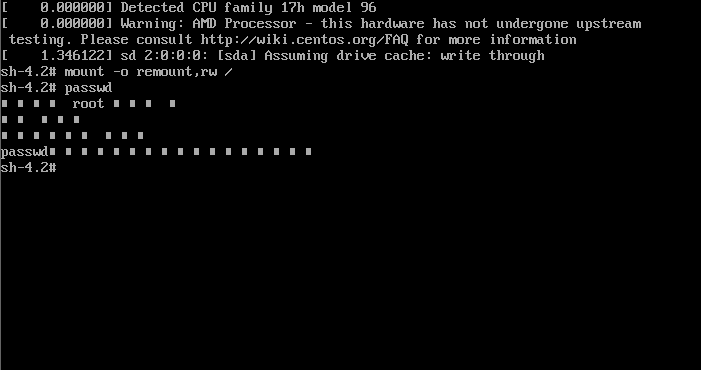 [    0.000000] Detected CPU family 17h model 96
[    0.000000] Warning: AMD Processor - this hardware has not undergone upstream
 testing. Please consult http://wiki.centos.org/FAQ for more information
[    1.346122] sd 2:0:0:0: [sda] Assuming drive cache: write through
sh-4.2# mount -o remount,rw /
sh-4.2# passwd
■ ■ ■ ■  root ■ ■ ■  ■
■ ■  ■ ■ ■
■ ■ ■ ■ ■ ■  ■ ■ ■
passwd■ ■ ■ ■ ■ ■ ■ ■ ■ ■ ■ ■ ■ ■ ■ ■ ■
sh-4.2#